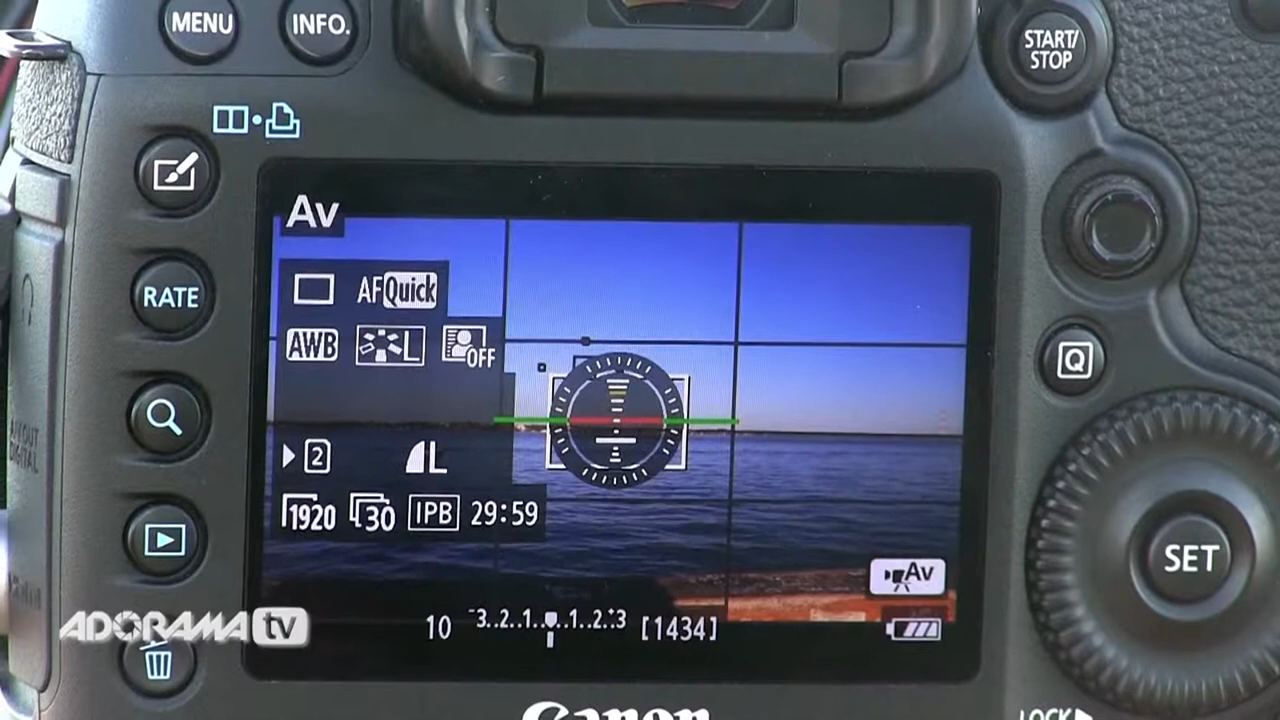 MENU INFO.
START/
STOP
Av
RATE
AF Quick
Q
AWB L OFF
2 L
1920 30 IPB 29:59
SET
Av
ADORAMA tv
10 -3..2..1..▪..1..2..:3 [1434]
Canon
LOCK